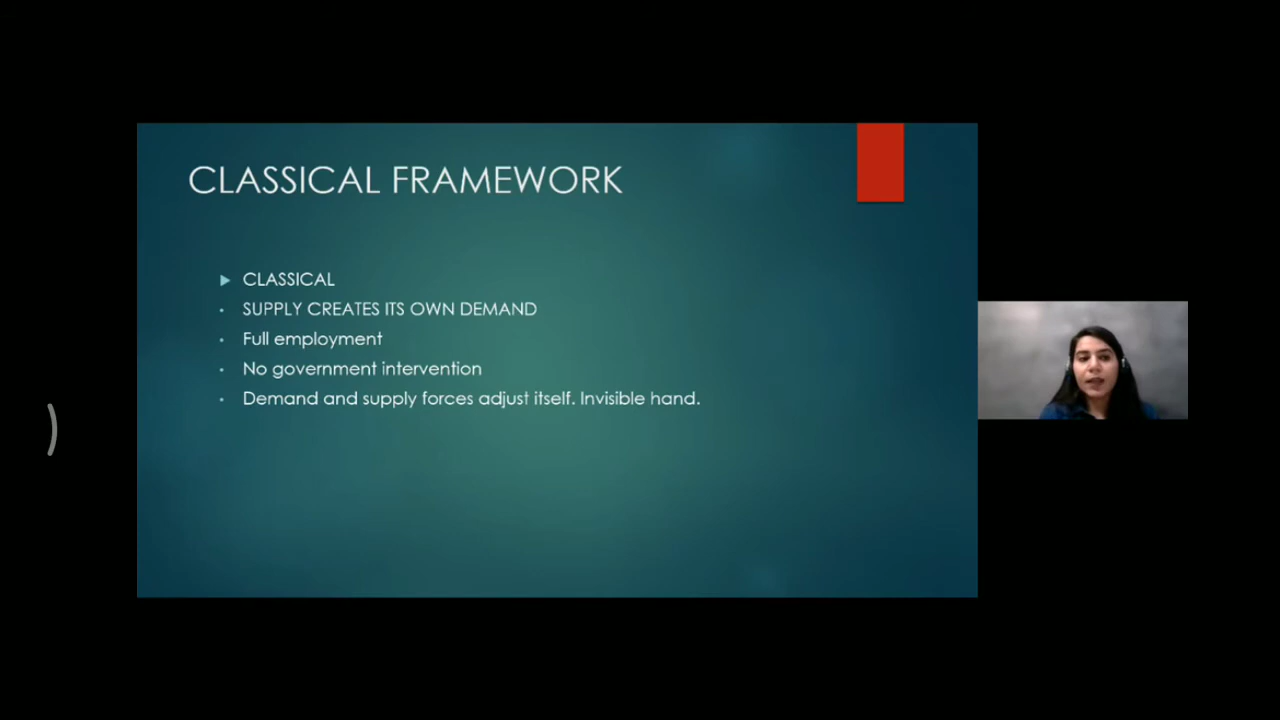 CLASSICAL FRAMEWORK
CLASSICAL
SUPPLY CREATES ITS OWN DEMAND
Full employment
No government intervention
Demand and supply forces adjust itself. Invisible hand.